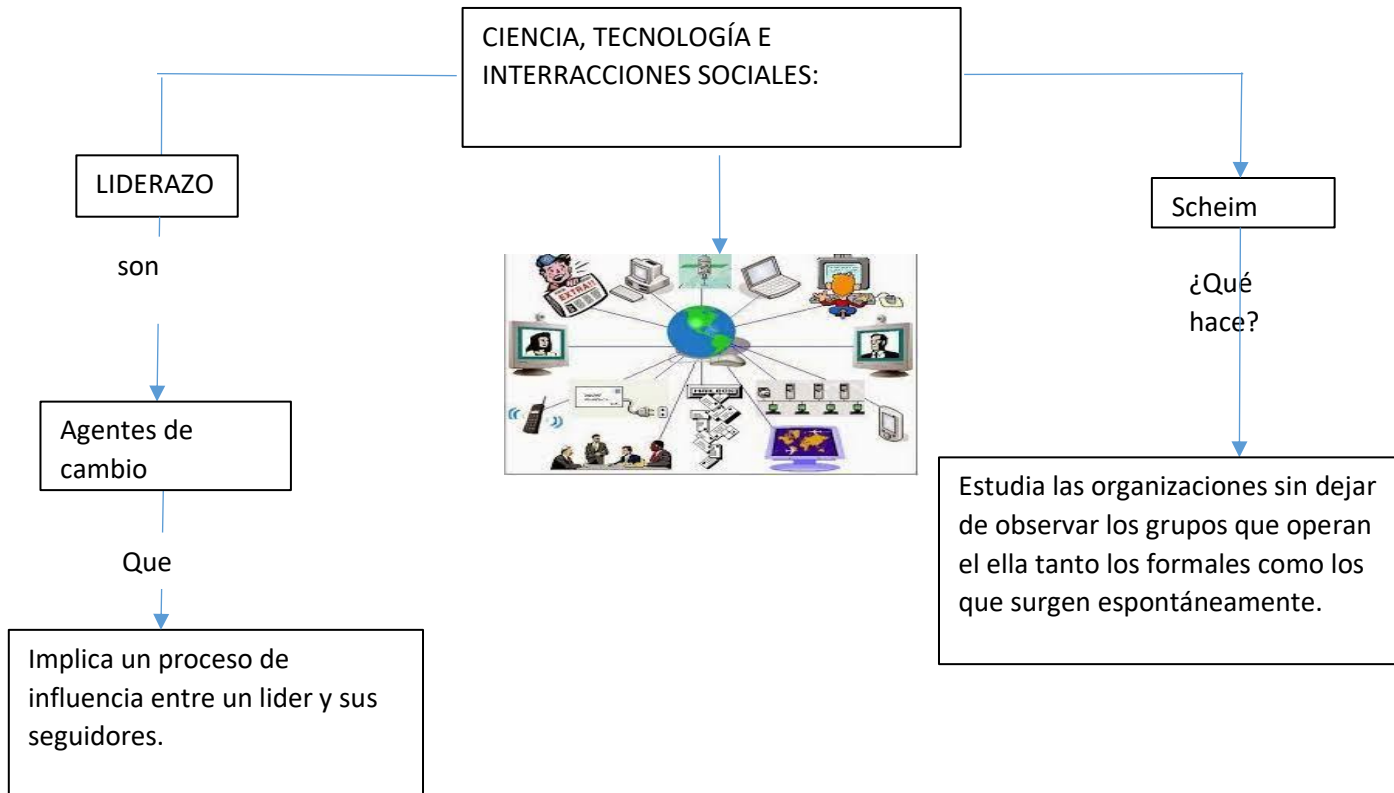 CIENCIA, TECNOLOGÍA E
INTERRACCIONES SOCIALES:
LIDERAZO
son
Agentes de
cambio
Que
Implica un proceso de
influencia entre un lider y sus
seguidores.
EXTRA!!
Scheim
¿Qué
hace?
Estudia las organizaciones sin dejar
de observar los grupos que operan
el ella tanto los formales como los
que surgen espontáneamente.